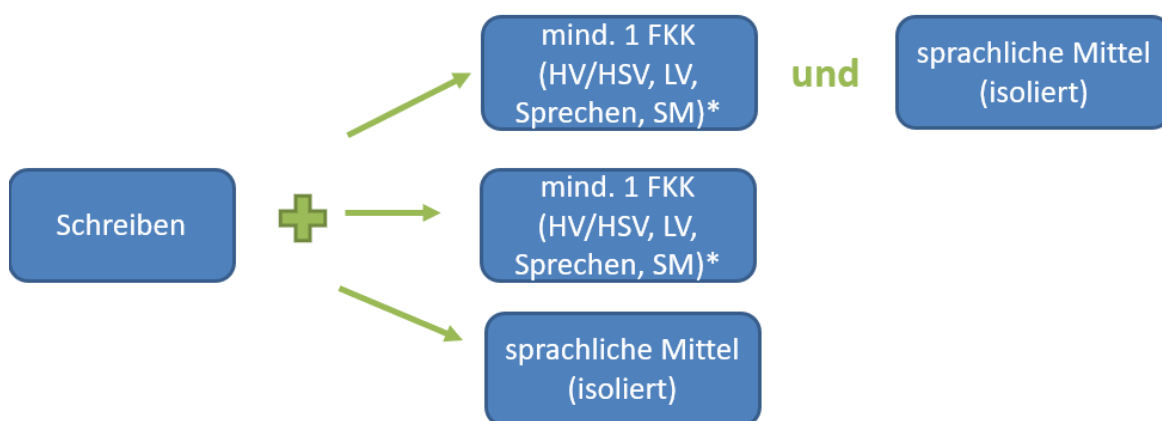 mind. 1 FKK
(HV/HSV, LV,
Sprechen, SM)*
und
sprachliche Mittel
(isoliert)
Schreiben
mind. 1 FKK
(HV/HSV, LV,
Sprechen, SM)*
sprachliche Mittel
(isoliert)